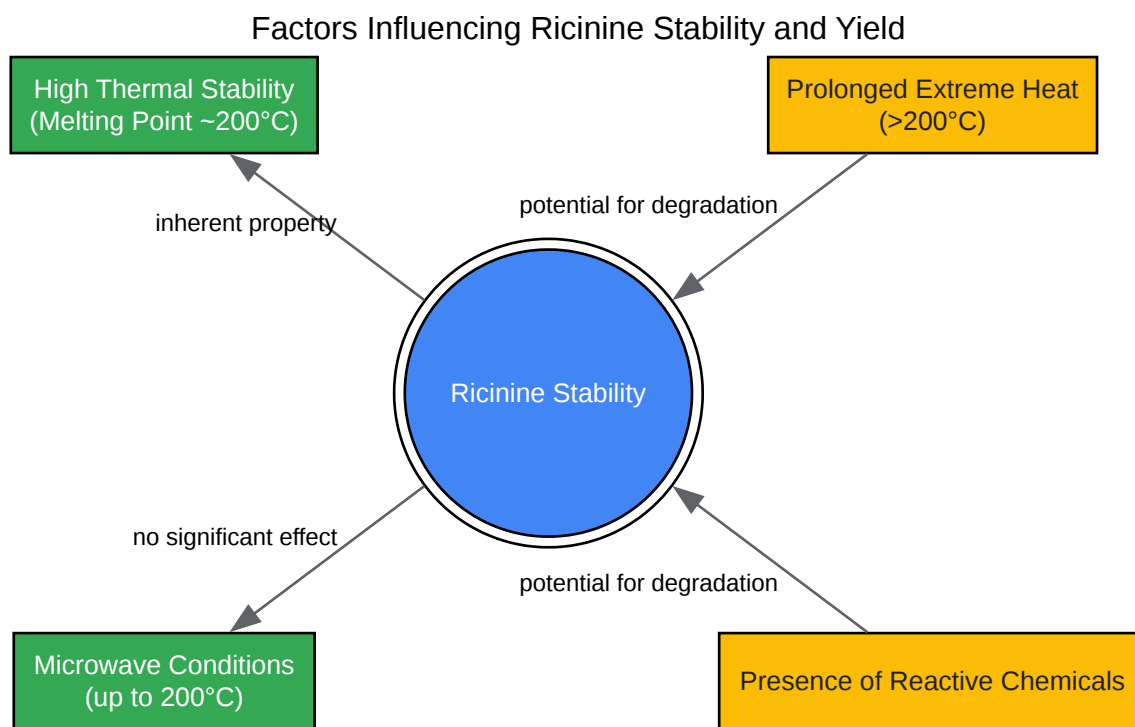 Factors Influencing Ricinine Stability and Yield
High Thermal Stability
(Melting Point ~200°C)
Prolonged Extreme Heat
(>200°C)
inherent property
potential for degradation
Ricinine Stability
no significant effect
potential for degradation
Microwave Conditions
(up to 200°C)
Presence of Reactive Chemicals